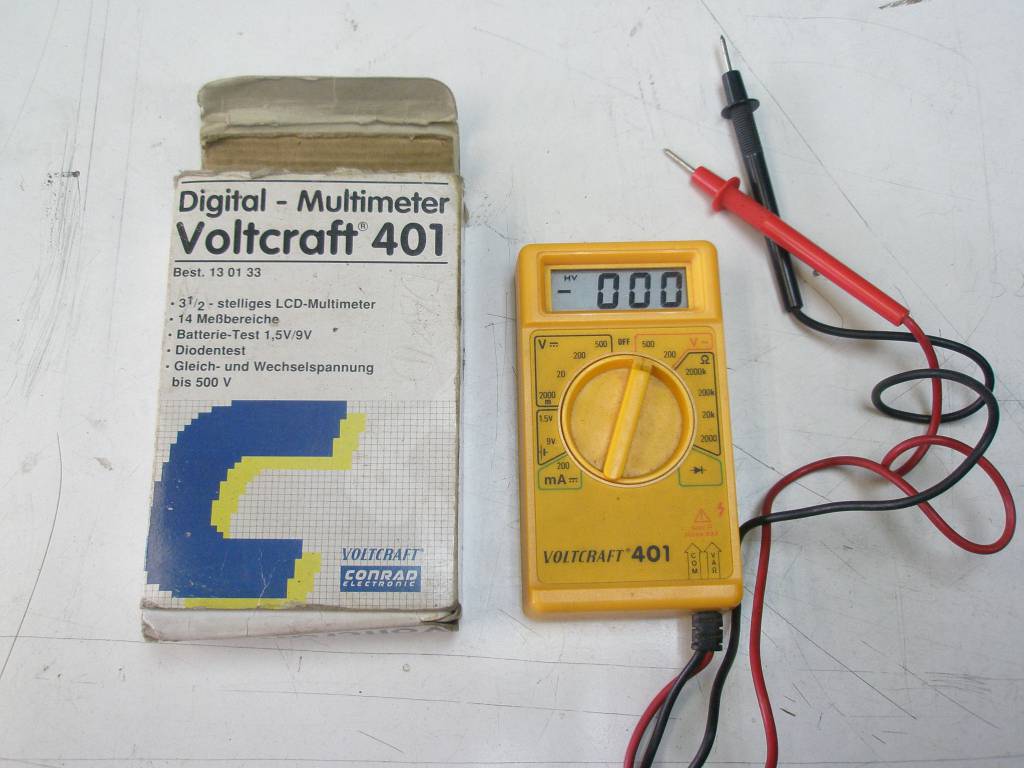 Digital - Multimeter
Voltcraft® 401
Best. 13 01 33
• 3 1/2 - stelliges LCD-Multimeter
• 14 Meßbereiche
• Batterie-Test 1,5V/9V
• Diodentest
• Gleich- und Wechselspannung
bis 500 V
VOLTCRAFT®
CONRAD
ELECTRONIC
HV
- 000
V 500 OFF 500 V~
200 200 Ω
20 2000k
2000 m 200k
1.5V 20k
9V 2000
200
mA
VOLTCRAFT® 401
COM